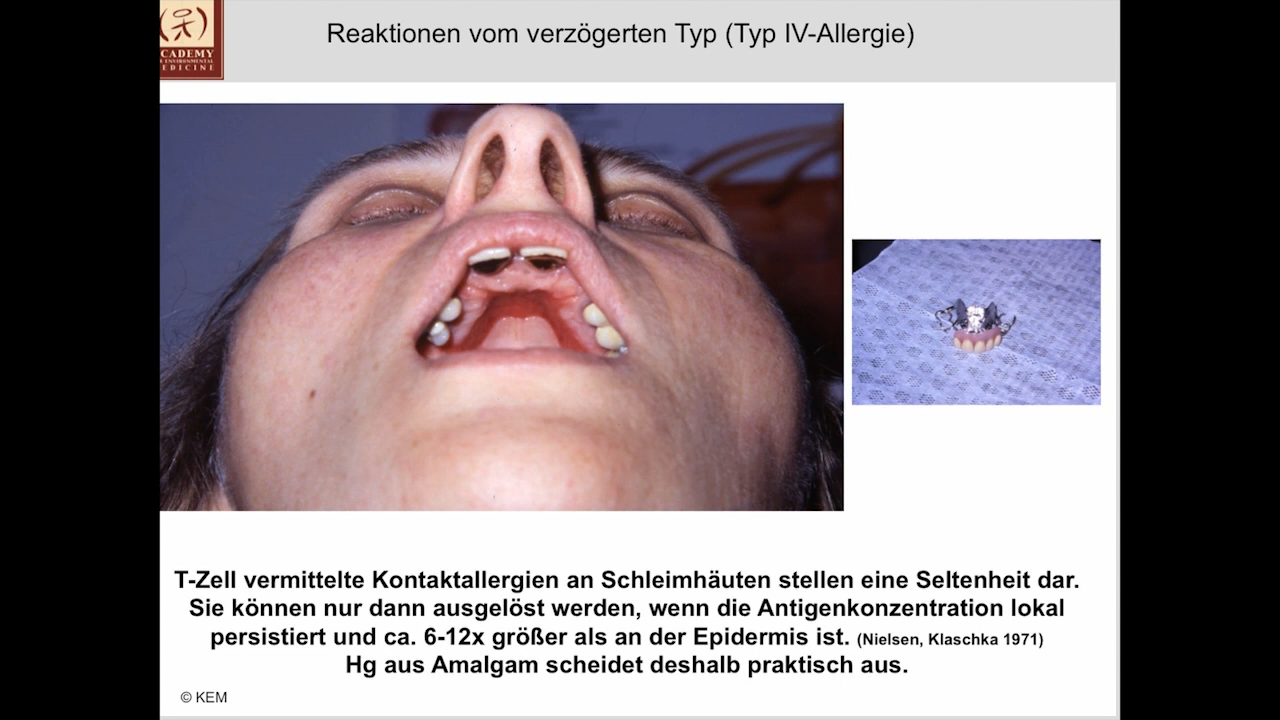 CADEMY
EDICINE
Reaktionen vom verzögerten Typ (Typ IV-Allergie)
T-Zell vermittelte Kontaktallergien an Schleimhäuten stellen eine Seltenheit dar.
Sie können nur dann ausgelöst werden, wenn die Antigenkonzentration lokal
persistiert und ca. 6-12x größer als an der Epidermis ist. (Nielsen, Klaschka 1971)
Hg aus Amalgam scheidet deshalb praktisch aus.
© KEM